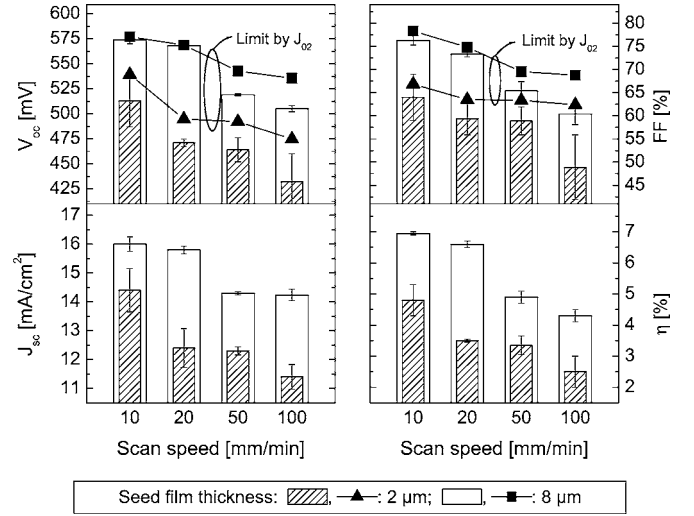 600
575
550
525
500
475
450
425
V_oc [mV]
Limit by J_02
Limit by J_02
85
80
75
70
65
60
55
50
45
FF [%]
17
16
15
14
13
12
11
J_sc [mA/cm²]
7
6
5
4
3
2
η [%]
10 20 50 100
Scan speed [mm/min]
10 20 50 100
Scan speed [mm/min]
Seed film thickness: , : 2 µm; , : 8 µm